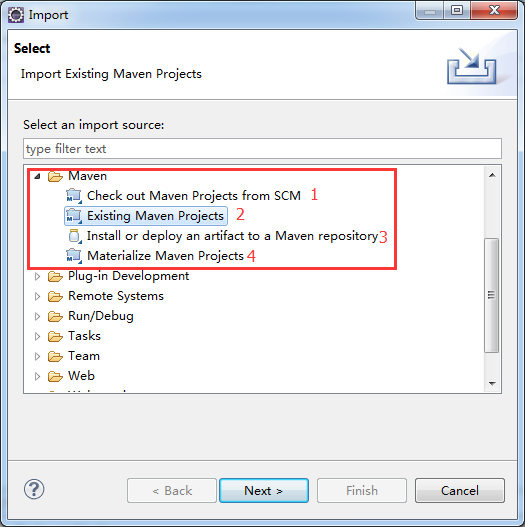 Import
Select
Import Existing Maven Projects
Select an import source:
type filter text
Maven
Check out Maven Projects from SCM 1
Existing Maven Projects 2
Install or deploy an artifact to a Maven repository 3
Materialize Maven Projects 4
Plug-in Development
Remote Systems
Run/Debug
Tasks
Team
Web
? < Back Next > Finish Cancel